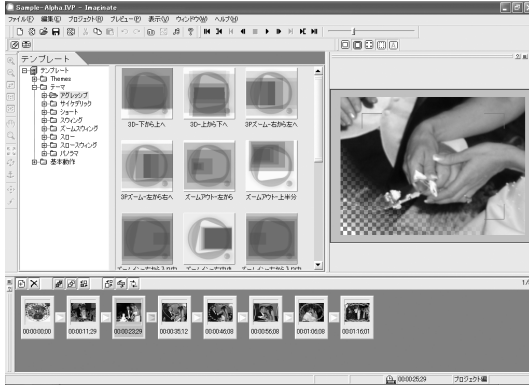 Sample-Alpha.IVP - Imaginate
ファイル(F) 編集(E) プロジェクト(R) プレビュー(P) 表示(V) ウィンドウ(W) ヘルプ(H)
テンプレート
テンプレート
Themes
テーマ
アグレッシブ
サイケデリック
ショート
スウィング
ズームスウィング
スロー
スロースウィング
パノラマ
基本動作
3D-下から上へ
3D-上から下へ
3Pズーム-右から左へ
3Pズーム-左から右へ
ズームアウト-左から
ズームアウト-上半分
00:00:00;00
00:00:11;29
00:00:23;29
00:00:35;12
00:00:46;08
00:00:56;08
00:01:06;08
00:01:16;01
00:00:25;29
プロジェクト編